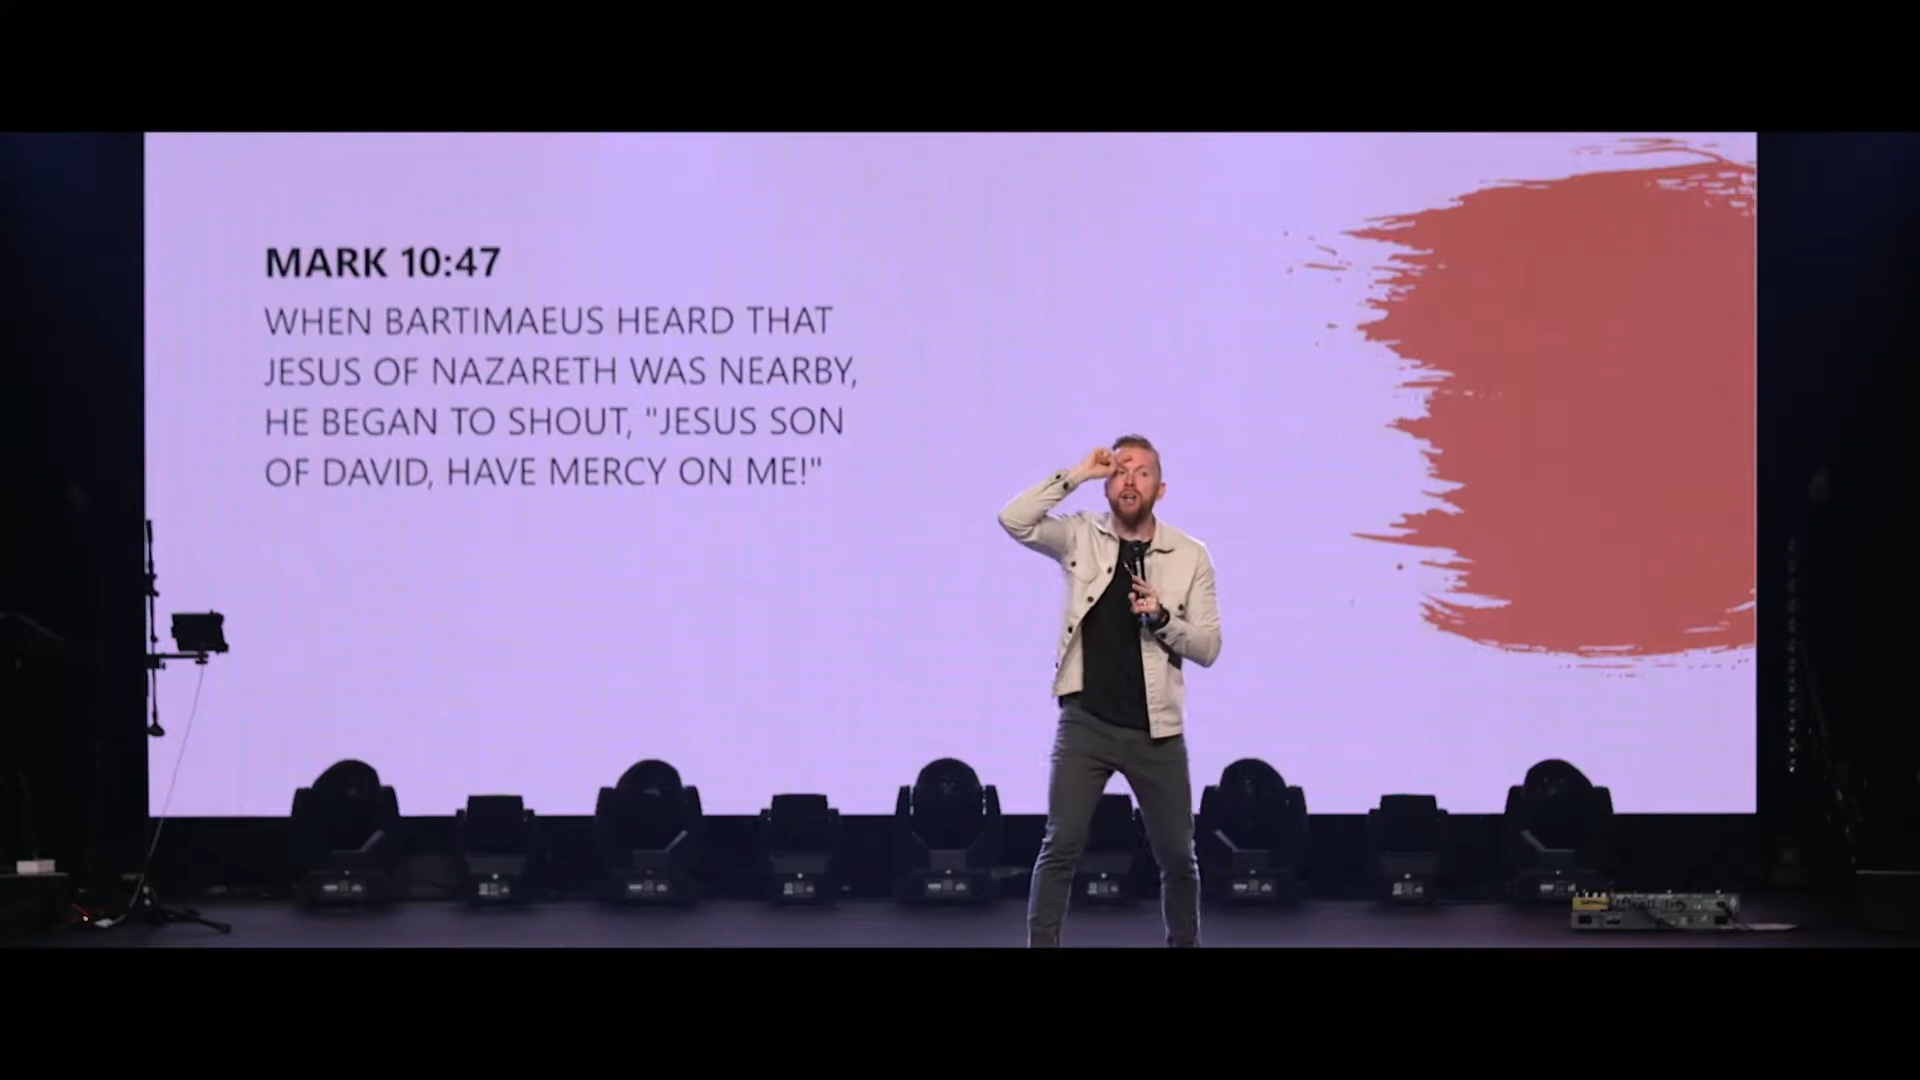 MARK 10:47
WHEN BARTIMAEUS HEARD THAT
JESUS OF NAZARETH WAS NEARBY,
HE BEGAN TO SHOUT, "JESUS SON
OF DAVID, HAVE MERCY ON ME!"